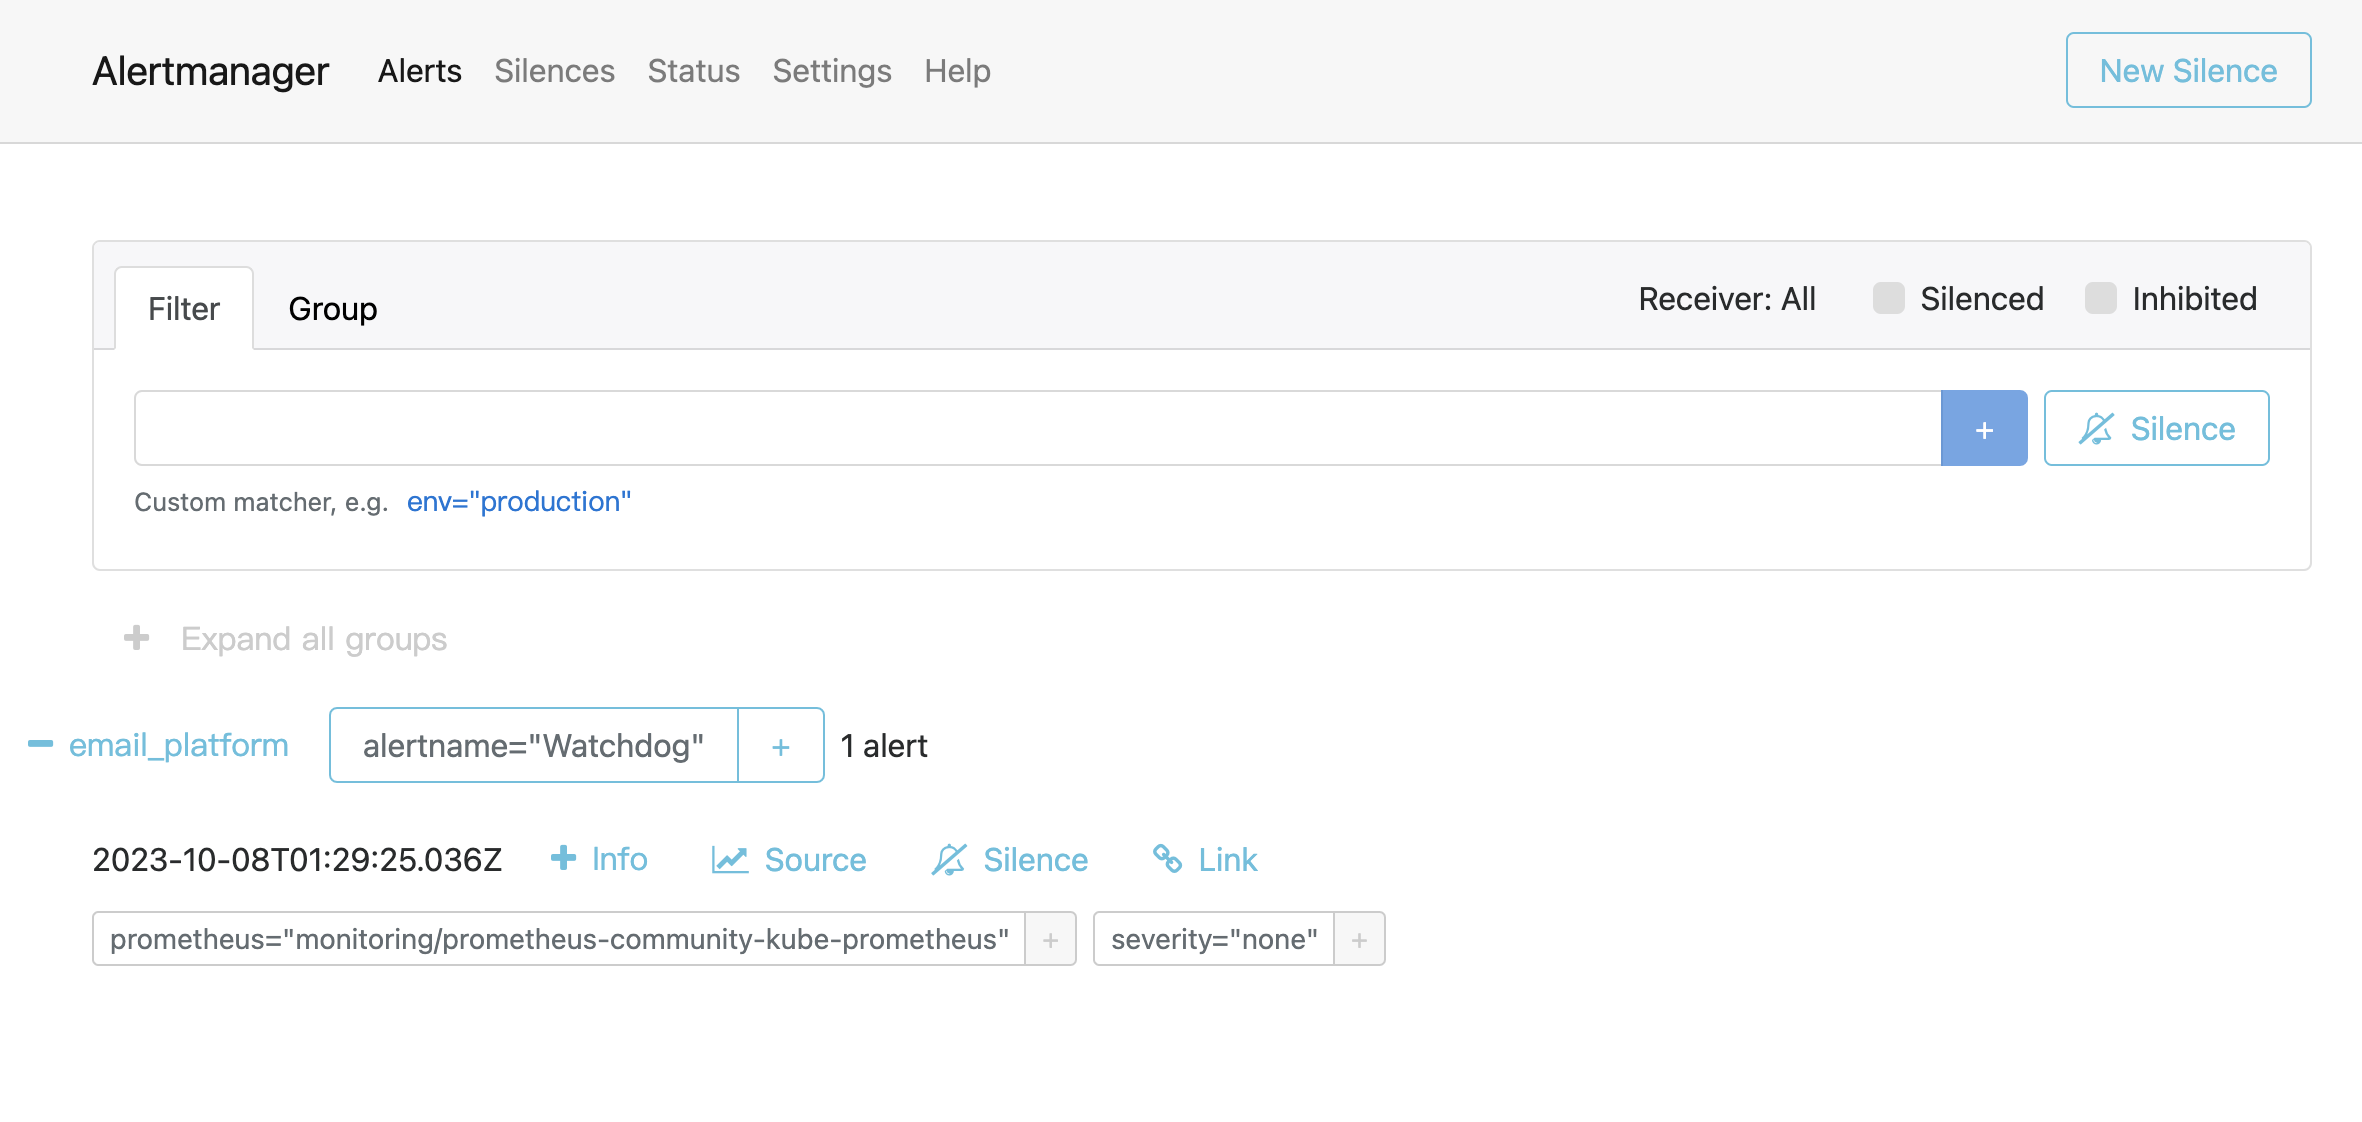 Alertmanager Alerts Silences Status Settings Help New Silence
Filter Group Receiver: All Silenced Inhibited
+ Silence
Custom matcher, e.g. env="production"
+ Expand all groups
email_platform alertname="Watchdog" + 1 alert
2023-10-08T01:29:25.036Z + Info Source Silence Link
prometheus="monitoring/prometheus-community-kube-prometheus" + severity="none" +